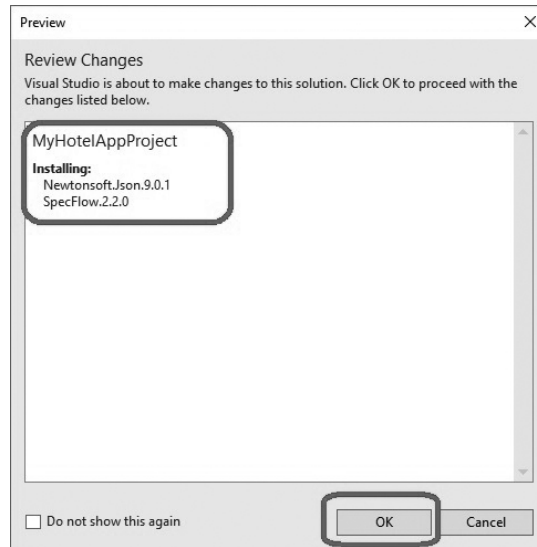 Preview
Review Changes
Visual Studio is about to make changes to this solution. Click OK to proceed with the
changes listed below.
MyHotelAppProject
Installing:
Newtonsoft.Json.9.0.1
SpecFlow.2.2.0
Do not show this again
OK
Cancel